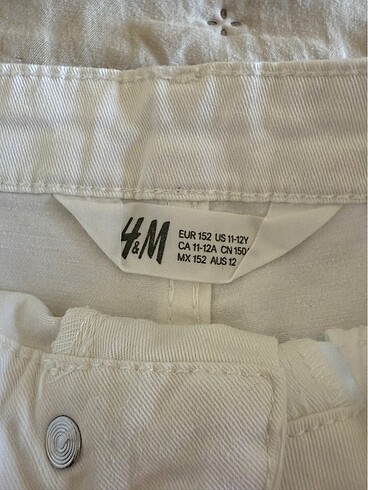 H&M
EUR 152 US 11-12Y
CA 11-12A CN 150/
MX 152 AUS 12